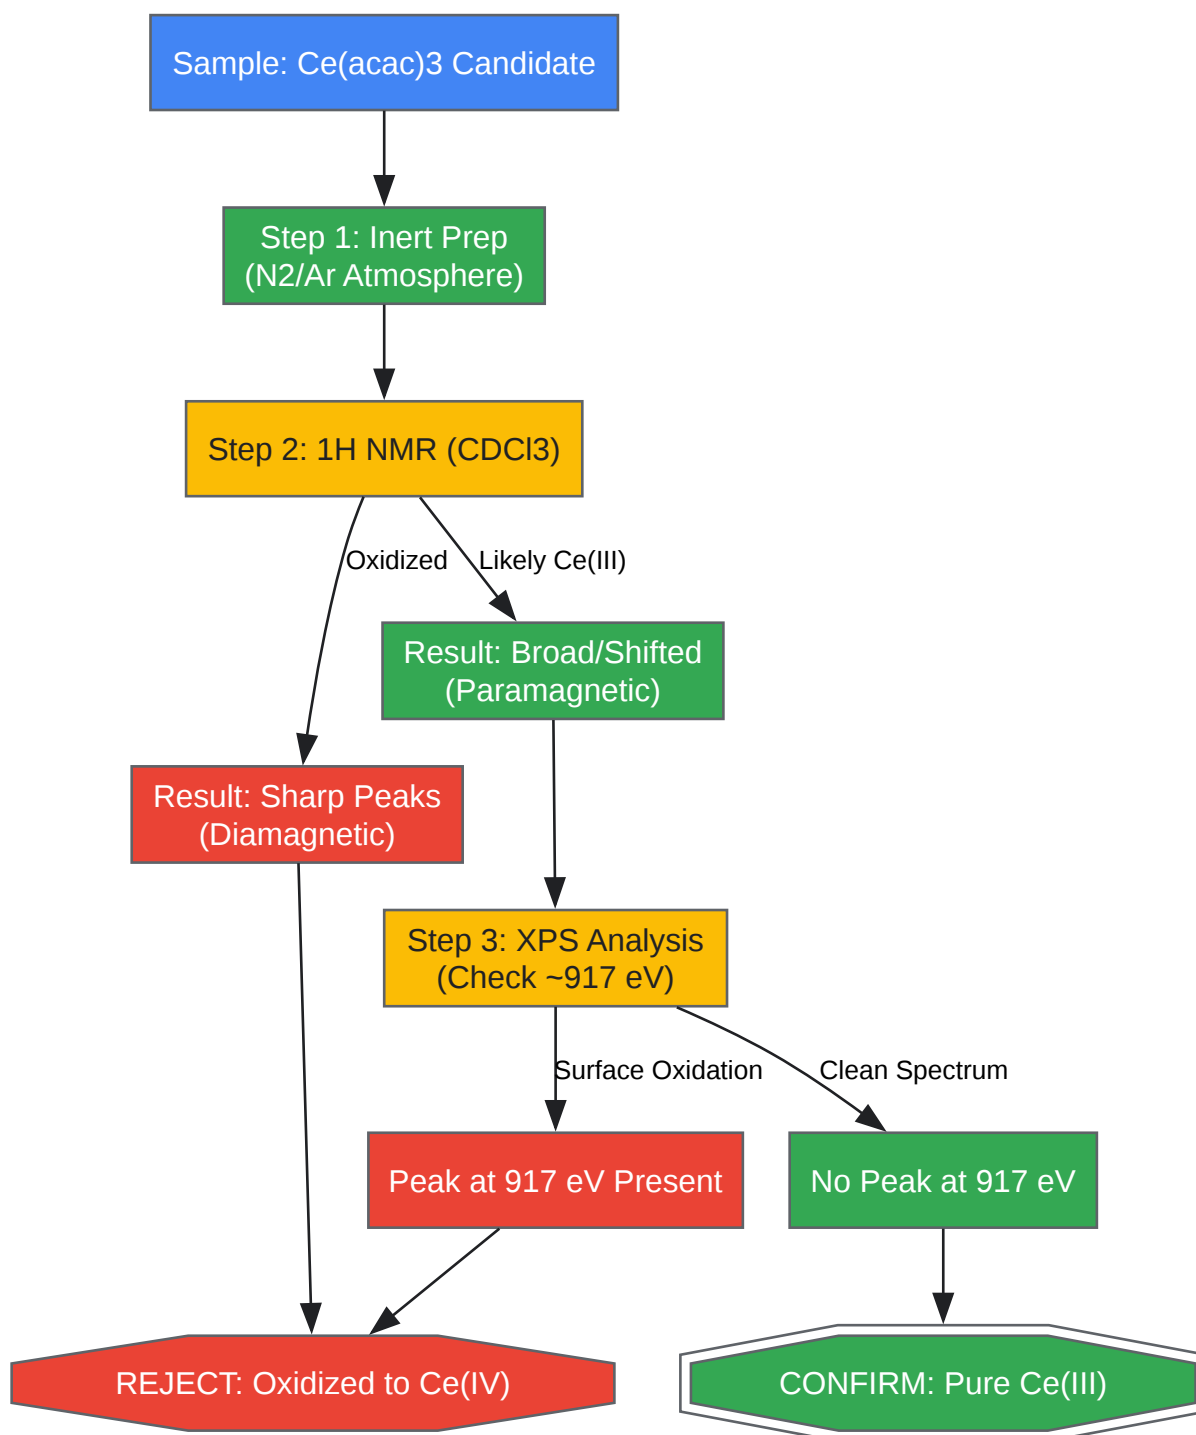 Sample: Ce(acac)3 Candidate
Step 1: Inert Prep
(N2/Ar Atmosphere)
Step 2: 1H NMR (CDCl3)
Oxidized
Likely Ce(III)
Result: Broad/Shifted
(Paramagnetic)
Result: Sharp Peaks
(Diamagnetic)
Step 3: XPS Analysis
(Check ~917 eV)
Surface Oxidation
Clean Spectrum
Peak at 917 eV Present
No Peak at 917 eV
REJECT: Oxidized to Ce(IV)
CONFIRM: Pure Ce(III)